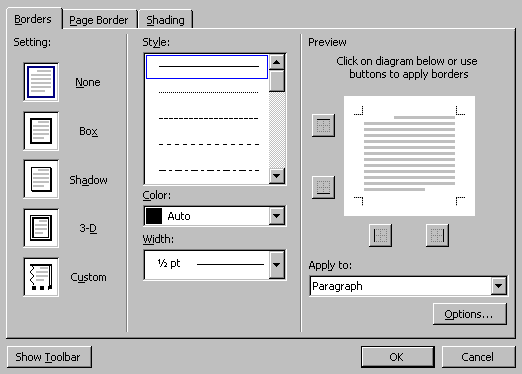 Borders
Page Border
Shading
Setting:
None
Box
Shadow
3-D
Custom
Style:
Color:
Auto
Width:
½ pt
Preview
Click on diagram below or use
buttons to apply borders
Apply to:
Paragraph
Options...
Show Toolbar
OK
Cancel